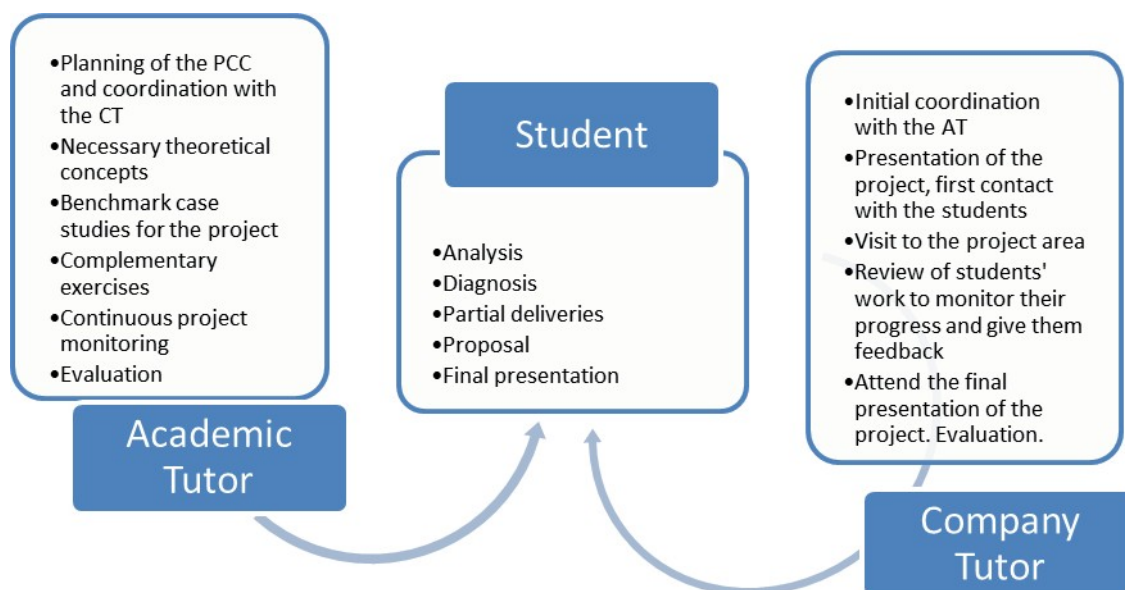 •Planning of the PCC
and coordination with
the CT
•Necessary theoretical
concepts
•Benchmark case
studies for the project
•Complementary
exercises
•Continuous project
monitoring
•Evaluation
Academic
Tutor
Student
•Analysis
•Diagnosis
•Partial deliveries
•Proposal
•Final presentation
•Initial coordination
with the AT
•Presentation of the
project, first contact
with the students
•Visit to the project area
•Review of students'
work to monitor their
progress and give them
feedback
•Attend the final
presentation of the
project. Evaluation.
Company
Tutor